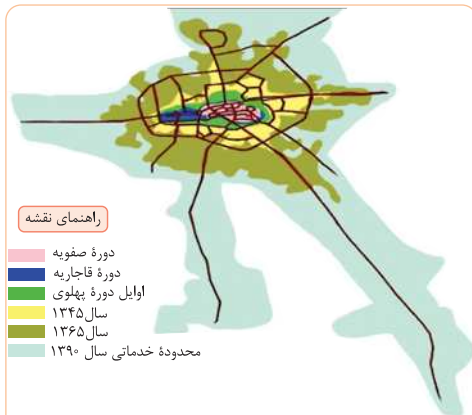 راهنمای نقشه
دورهٔ صفویه
دورهٔ قاجاریه
اوایل دورهٔ پهلوی
سال۱۳۴۵
سال۱۳۶۵
محدودهٔ خدماتی سال ۱۳۹۰